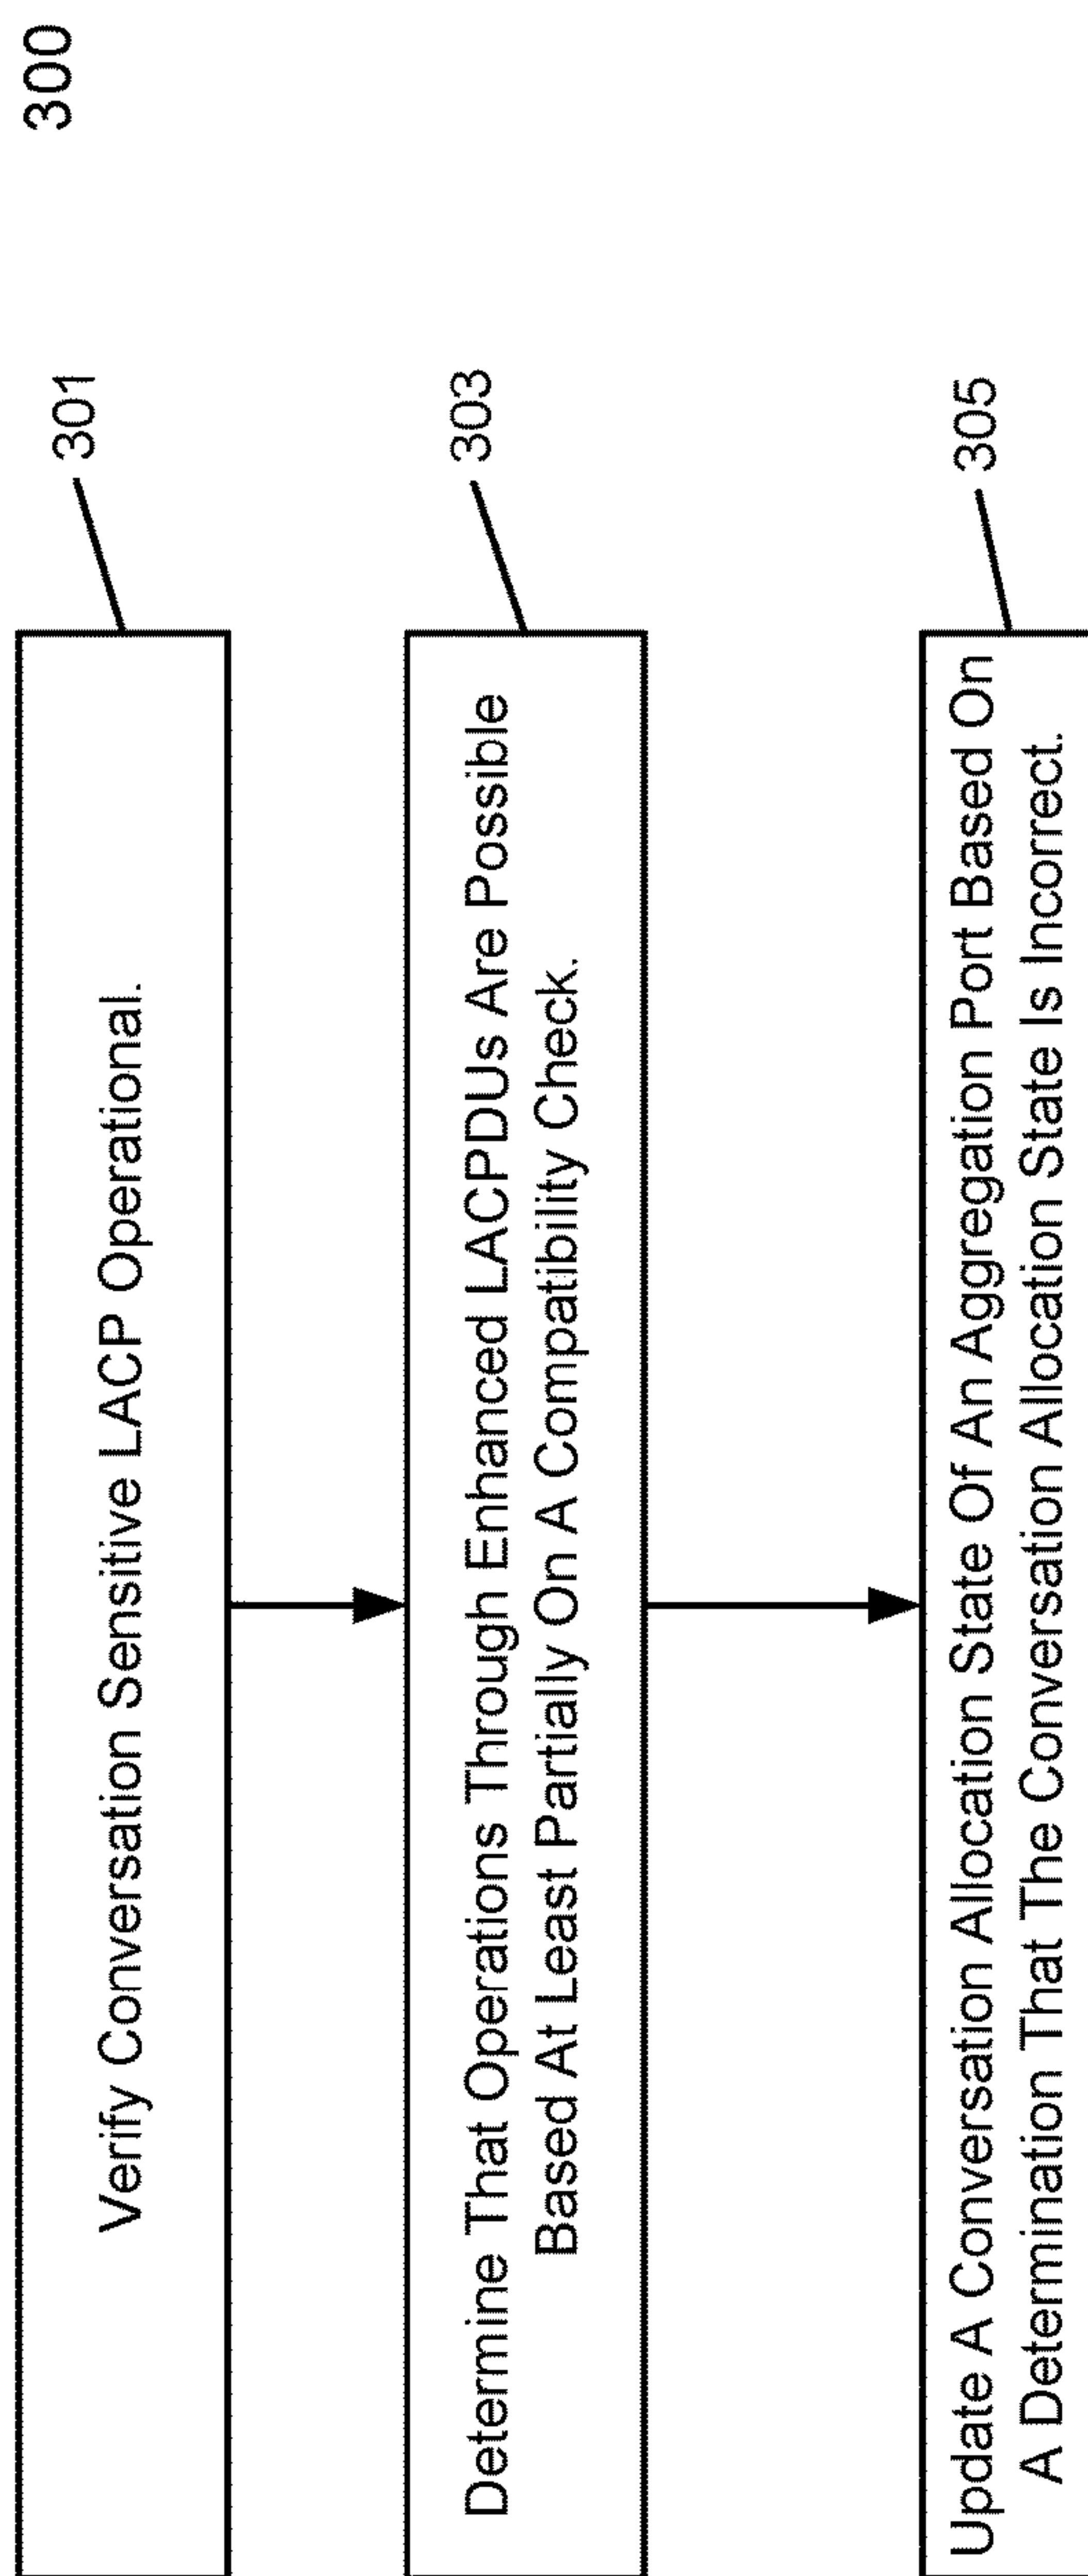 300
Verify Conversation Sensitive LACP Operational.
301
Determine That Operations Through Enhanced LACPDUs Are Possible
Based At Least Partially On A Compatibility Check.
303
Update A Conversation Allocation State Of An Aggregation Port Based On
A Determination That The Conversation Allocation State Is Incorrect.
305